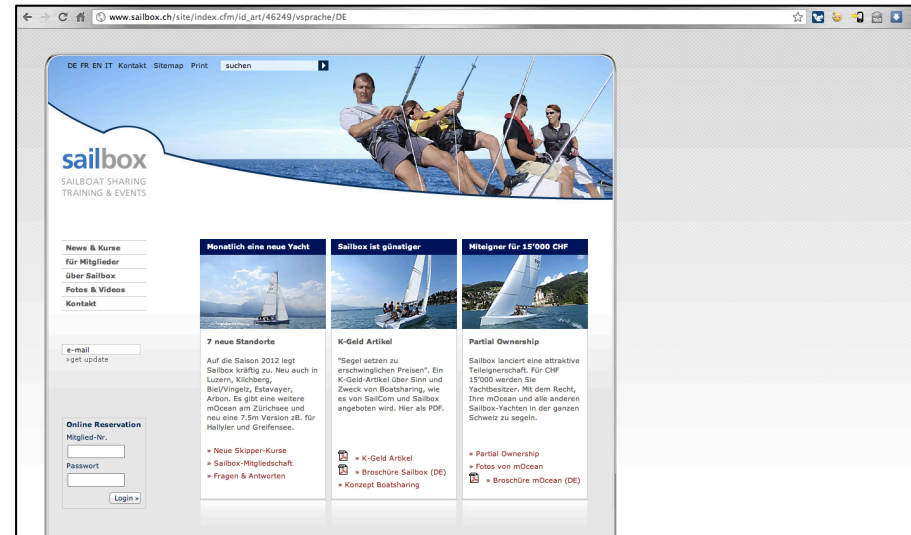 www.sailbox.ch/site/index.cfm/id_art/46249/vsprache/DE
DE FR EN IT Kontakt Sitemap Print suchen
sailbox
SAILBOAT SHARING
TRAINING & EVENTS
News & Kurse
für Mitglieder
über Sailbox
Fotos & Videos
Kontakt
e-mail
»get update
Online Reservation
Mitglied-Nr.
Passwort
Login »
Monatlich eine neue Yacht
7 neue Standorte
Auf die Saison 2012 legt
Sailbox kräftig zu. Neu auch in
Luzern, Kilchberg,
Biel/Vingelz, Estavayer,
Arbon. Es gibt eine weitere
mOcean am Zürichsee und
neu eine 7.5m Version zB. für
Hallyler und Greifensee.
» Neue Skipper-Kurse
» Sailbox-Mitgliedschaft
» Fragen & Antworten
Sailbox ist günstiger
K-Geld Artikel
"Segel setzen zu
erschwinglichen Preisen". Ein
K-Geld-Artikel über Sinn und
Zweck von Boatsharing, wie
es von SailCom und Sailbox
angeboten wird. Hier als PDF.
» K-Geld Artikel
» Broschüre Sailbox (DE)
» Konzept Boatsharing
Miteigner für 15'000 CHF
Partial Ownership
Sailbox lanciert eine attraktive
Teileignerschaft. Für CHF
15'000 werden Sie
Yachtbesitzer. Mit dem Recht,
Ihre mOcean und alle anderen
Sailbox-Yachten in der ganzen
Schweiz zu segeln.
» Partial Ownership
» Fotos von mOcean
» Broschüre mOcean (DE)